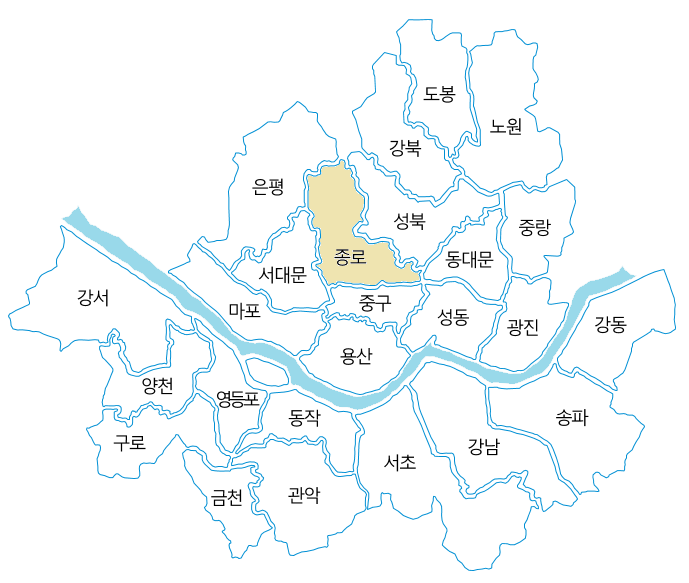 도봉
노원
강북
은평
성북
중랑
종로
동대문
서대문
강서
중구
마포
성동
광진
강동
용산
양천
영등포
동작
송파
구로
강남
서초
금천
관악